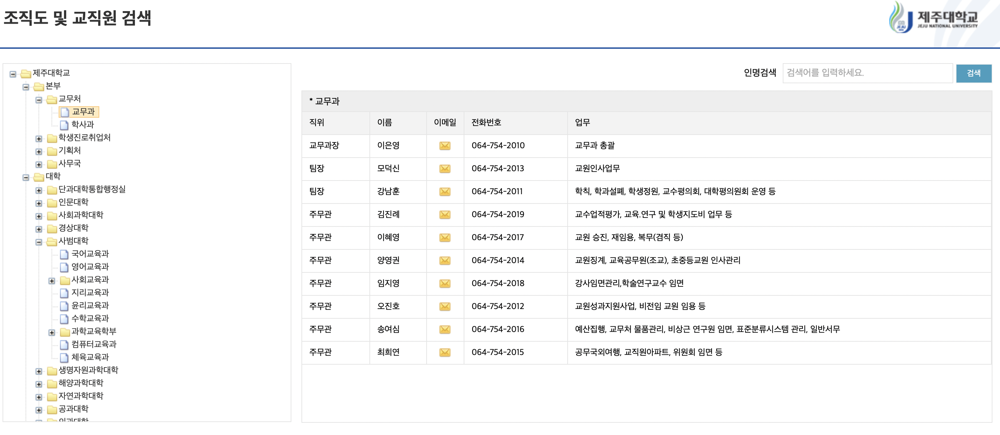 조직도 및 교직원 검색
제주대학교
JEJU NATIONAL UNIVERSITY
제주대학교
본부
교무처
교무과
학사과
학생진로취업처
기획처
사무국
대학
단과대학통합행정실
인문대학
사회과학대학
경상대학
사범대학
국어교육과
영어교육과
사회교육과
지리교육과
윤리교육과
수학교육과
과학교육학부
컴퓨터교육과
체육교육과
생명자원과학대학
해양과학대학
자연과학대학
공과대학
인명검색 검색어를 입력하세요. 검색
* 교무과
직위 이름 이메일 전화번호 업무
교무과장 이은영 064-754-2010 교무과 총괄
팀장 모덕신 064-754-2013 교원인사업무
팀장 강남훈 064-754-2011 학칙, 학과설폐, 학생정원, 교수평의회, 대학평의원회 운영 등
주무관 김진례 064-754-2019 교수업적평가, 교육.연구 및 학생지도비 업무 등
주무관 이혜영 064-754-2017 교원 승진, 재임용, 복무(겸직 등)
주무관 양영권 064-754-2014 교원징계, 교육공무원(조교), 초중등교원 인사관리
주무관 임지영 064-754-2018 강사임면관리,학술연구교수 임면
주무관 오진호 064-754-2012 교원성과지원사업, 비전임 교원 임용 등
주무관 송여심 064-754-2016 예산집행, 교무처 물품관리, 비상근 연구원 임면, 표준분류시스템 관리, 일반서무
주무관 최희연 064-754-2015 공무국외여행, 교직원아파트, 위원회 임면 등